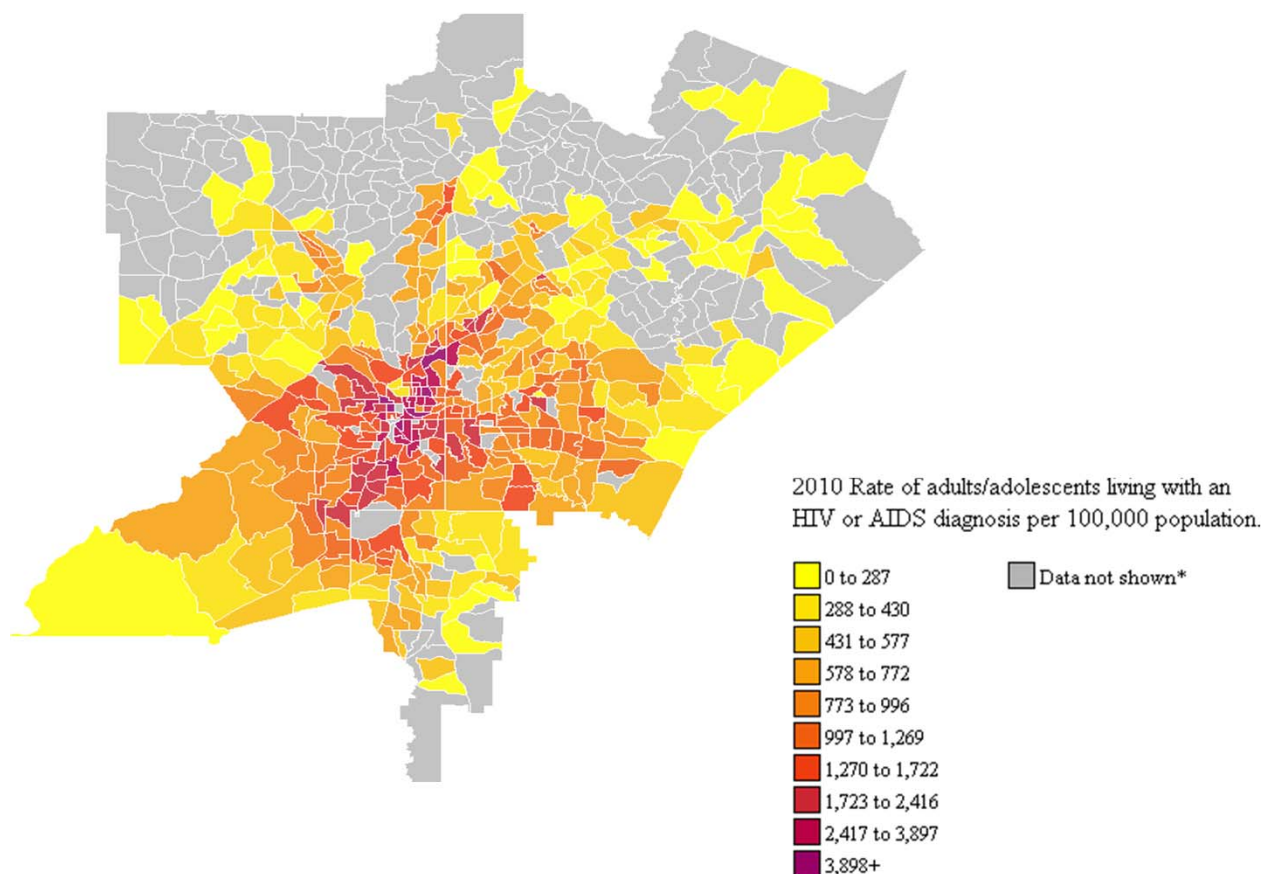 2010 Rate of adults/adolescents living with an
HIV or AIDS diagnosis per 100,000 population.
0 to 287
Data not shown*
288 to 430
431 to 577
578 to 772
773 to 996
997 to 1,269
1,270 to 1,722
1,723 to 2,416
2,417 to 3,897
3,898+